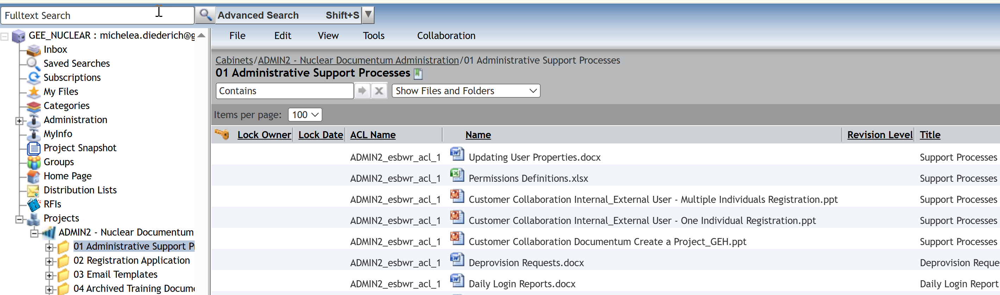 Fulltext Search
Advanced Search Shift+S
GEE_NUCLEAR : michelea.diederich@g
Inbox
Saved Searches
Subscriptions
My Files
Categories
Administration
MyInfo
Project Snapshot
Groups
Home Page
Distribution Lists
RFIs
Projects
ADMIN2 - Nuclear Documentum
01 Administrative Support P
02 Registration Application
03 Email Templates
04 Archived Training Docum
File Edit View Tools Collaboration
Cabinets/ADMIN2 - Nuclear Documentum Administration/01 Administrative Support Processes
01 Administrative Support Processes
Contains Show Files and Folders
Items per page: 100
Lock Owner Lock Date ACL Name Name Revision Level Title
ADMIN2_esbwr_acl_1 Updating User Properties.docx Support Processes
ADMIN2_esbwr_acl_1 Permissions Definitions.xlsx Support Processes
ADMIN2_esbwr_acl_1 Customer Collaboration Internal_External User - Multiple Individuals Registration.ppt Support Processes
ADMIN2_esbwr_acl_1 Customer Collaboration Internal_External User - One Individual Registration.ppt Support Processes
ADMIN2_esbwr_acl_1 Customer Collaboration Documentum Create a Project_GEH.ppt Support Processes
ADMIN2_esbwr_acl_1 Deprovision Requests.docx Deprovision Reque
ADMIN2_esbwr_acl_1 Daily Login Reports.docx Daily Login Report